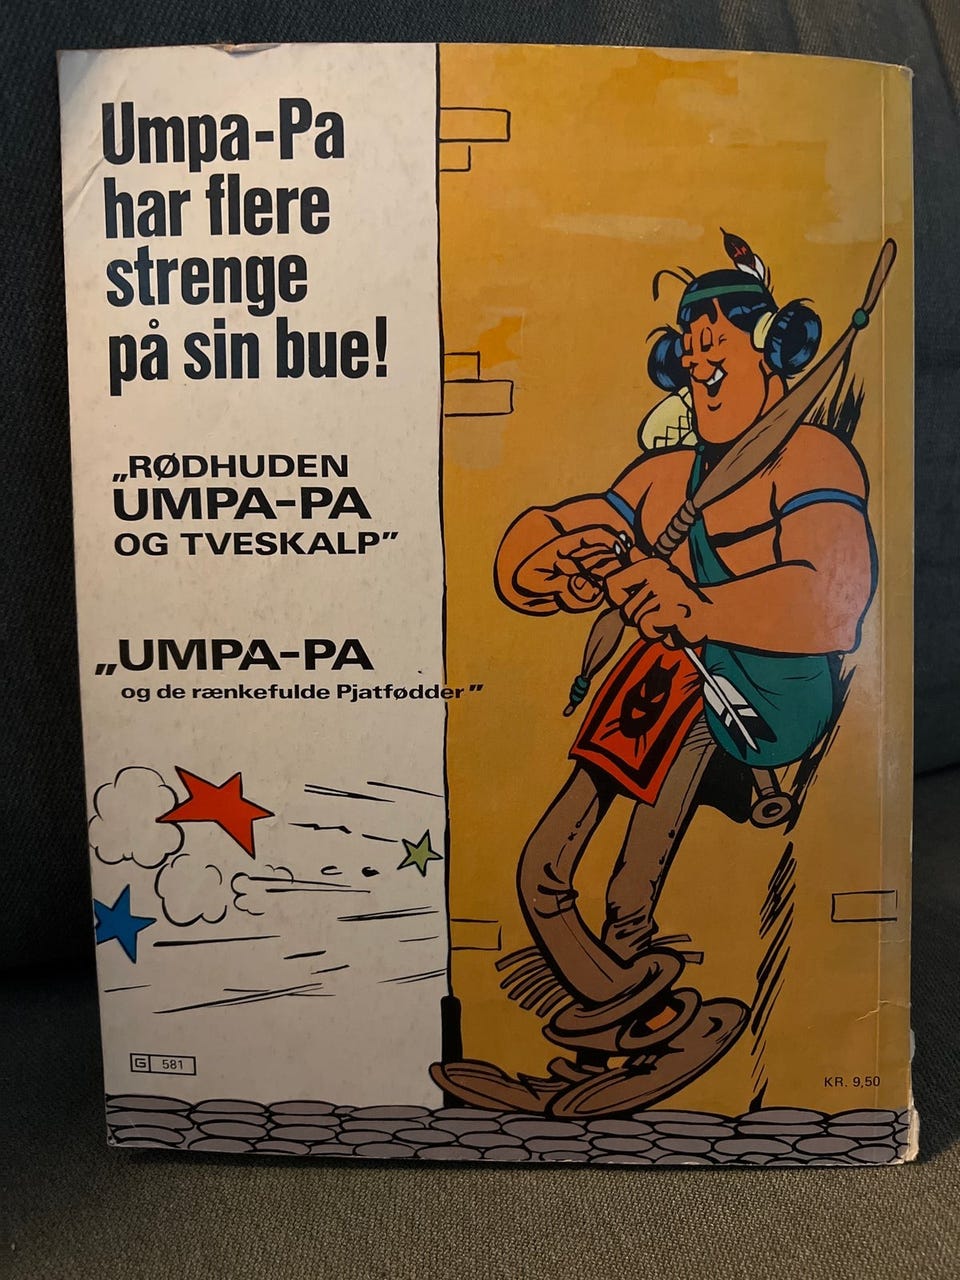 Umpa-Pa
har flere
strenge
på sin bue!
„RØDHUDEN
UMPA-PA
OG TVESKALP”
„UMPA-PA
og de rænkefulde Pjatfødder”
G 581
KR. 9,50